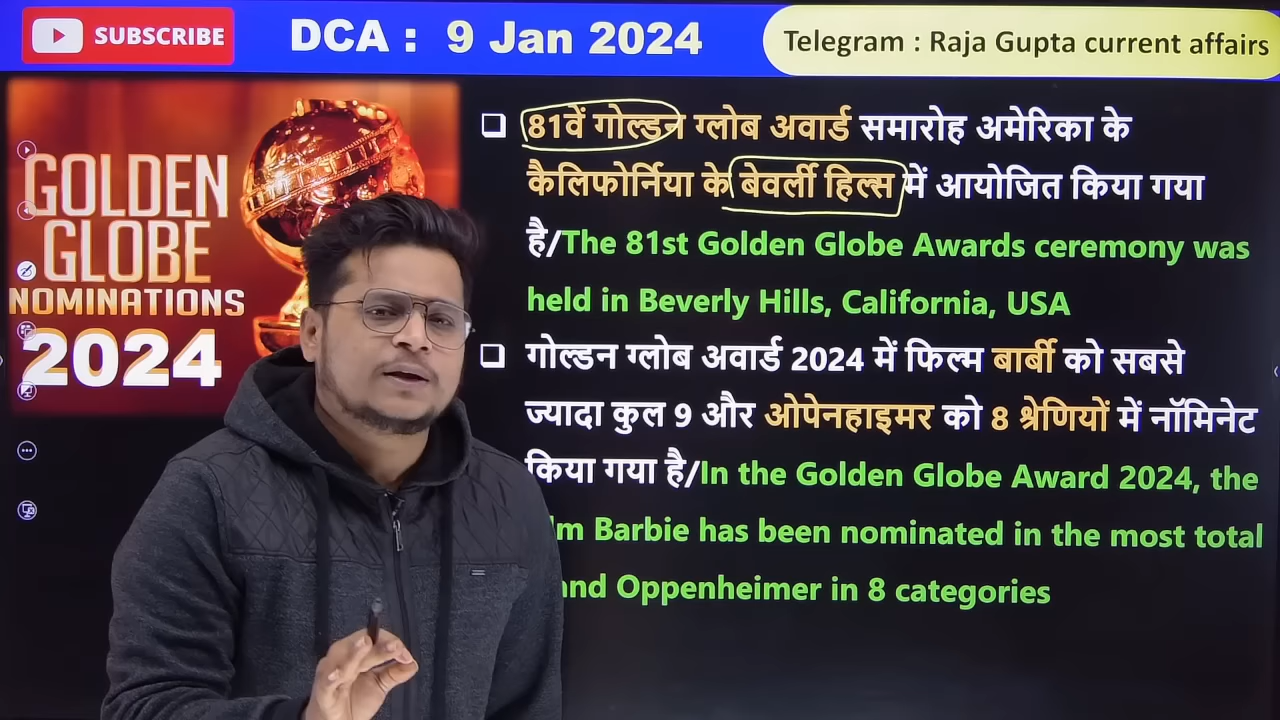 SUBSCRIBE
DCA : 9 Jan 2024
Telegram : Raja Gupta current affairs
GOLDEN
GLOBE
NOMINATIONS
2024
81वें गोल्डन ग्लोब अवार्ड समारोह अमेरिका के
कैलिफोर्निया के बेवर्ली हिल्स में आयोजित किया गया
है/The 81st Golden Globe Awards ceremony was
held in Beverly Hills, California, USA
गोल्डन ग्लोब अवार्ड 2024 में फिल्म बार्बी को सबसे
ज्यादा कुल 9 और ओपेनहाइमर को 8 श्रेणियों में नॉमिनेट
किया गया है/In the Golden Globe Award 2024, the
Barbie has been nominated in the most total
Oppenheimer in 8 categories